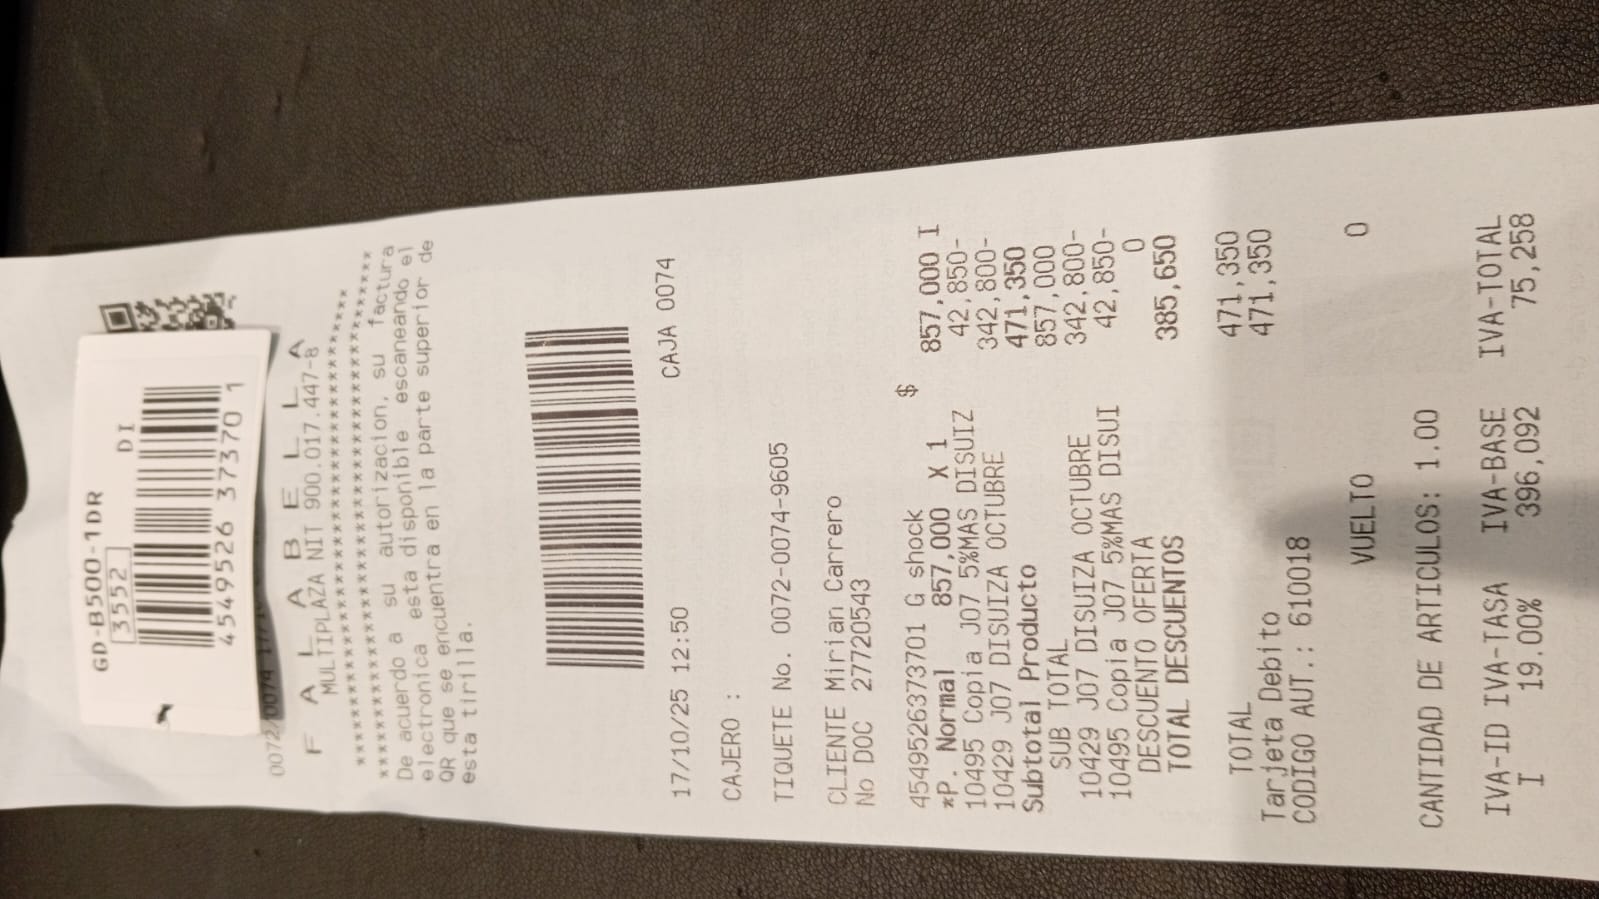 GD-B500-1DR
3552 DI
4549526 37370 1
0072
F A L A B E L L A
MULTIPLAZA NIT 900.017.447-8
***********************************
***************************************
De acuerdo a su autorizacion, su factura
electronica esta disponible escaneando el
QR que se encuentra en la parte superior de
esta tirilla.
17/10/25 12:50 CAJA 0074
CAJERO :
TIQUETE No. 0072-0074-9605
CLIENTE Mirian Carrero
No DOC 277720543
$
4549526373701 G shock 857,000 I
*P. Normal 857,000 X 1 42,850-
10495 Copia J07 5%MAS DISUIZ 342,800-
10429 J07 DISUIZA OCTUBRE 471,350
Subtotal Producto 857,000
SUB TOTAL 342,800-
10429 J07 DISUIZA OCTUBRE 42,850-
10495 Copia J07 5%MAS DISUI 0
DESCUENTO OFERTA
TOTAL DESCUENTOS 385,650
TOTAL 471,350
Tarjeta Debito 471,350
CODIGO AUT.: 610018
VUELTO 0
CANTIDAD DE ARTICULOS: 1.00
IVA-ID IVA-TASA IVA-BASE IVA-TOTAL
I 19.00% 396,092 75,258